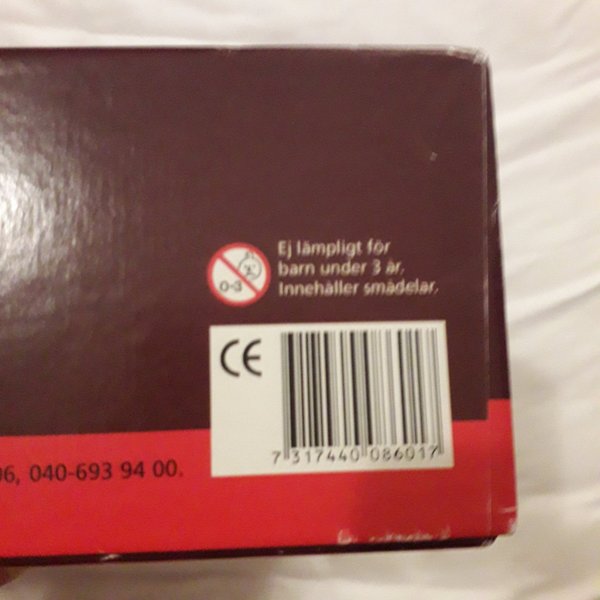 Ej lämpligt för
barn under 3 år.
0-3
Innehåller smådelar.
CE
7 317440 086017
06, 040-693 94 00.